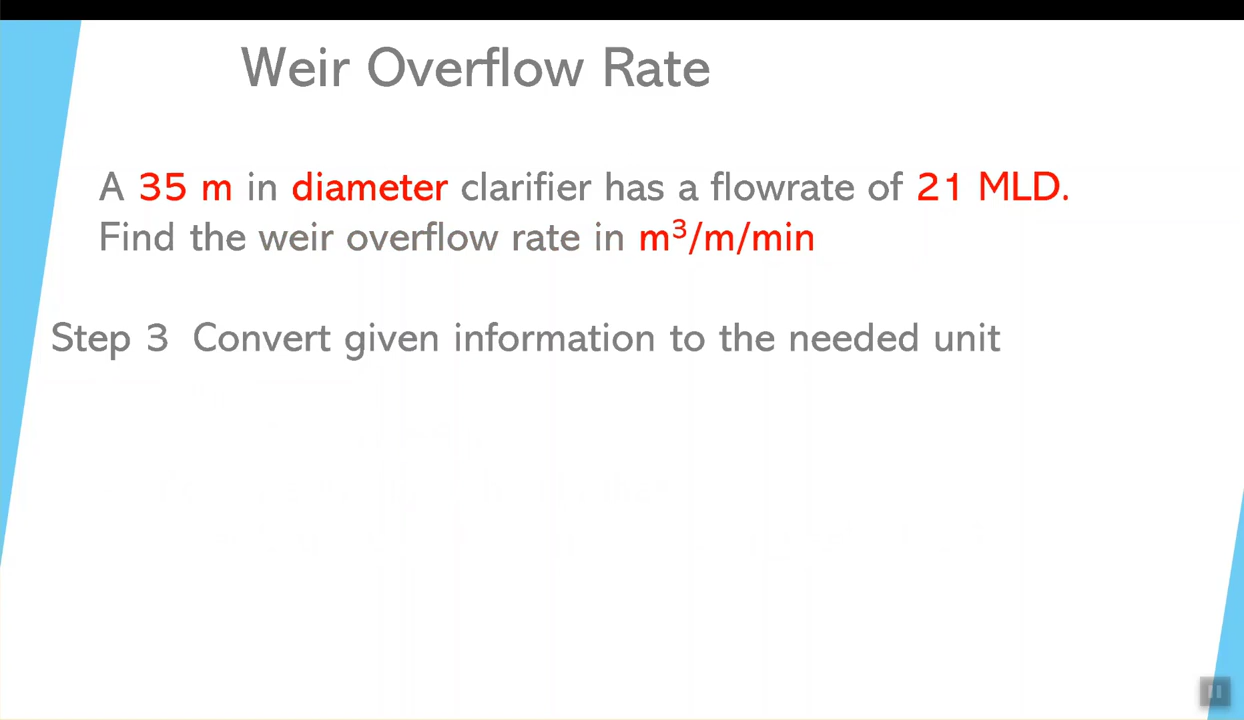 Weir Overflow Rate
A 35 m in diameter clarifier has a flowrate of 21 MLD.
Find the weir overflow rate in m³/m/min
Step 3 Convert given information to the needed unit